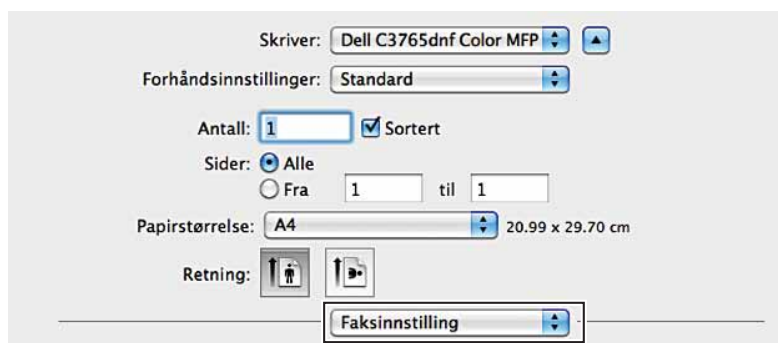 Skriver: Dell C3765dnf Color MFP
Forhåndsinnstillinger: Standard
Antall: 1 Sortert
Sider: Alle
Fra 1 til 1
Papirstørrelse: A4 20.99 x 29.70 cm
Retning:
Faksinnstilling